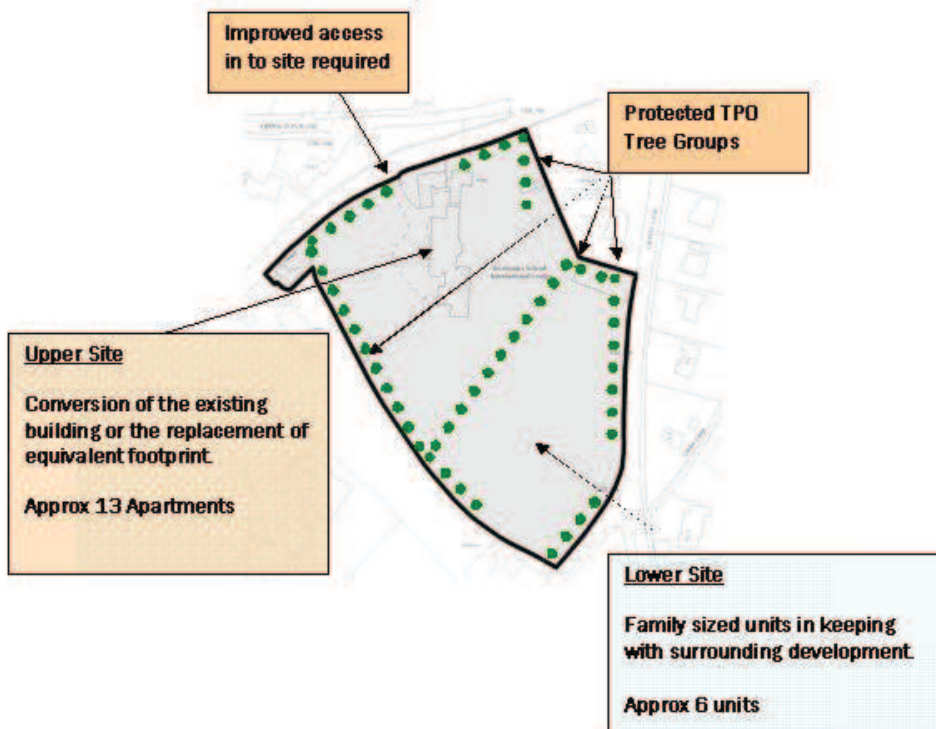 Improved access
in to site required
Protected TPO
Tree Groups
Upper Site
Conversion of the existing
building or the replacement of
equivalent footprint.
Approx 13 Apartments
Lower Site
Family sized units in keeping
with surrounding development.
Approx 6 units